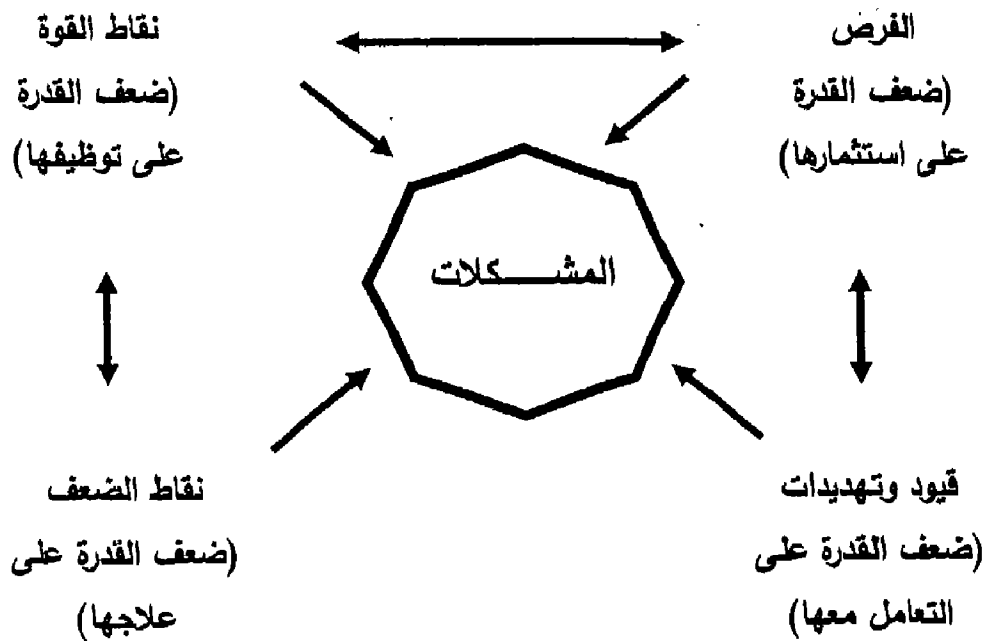 الفرص
(ضعف القدرة
على استثمارها)
نقاط القوة
(ضعف القدرة
على توظيفها)
المشــــكلات
قيود وتهديدات
(ضعف القدرة على
التعامل معها)
نقاط الضعف
(ضعف القدرة على
علاجها)